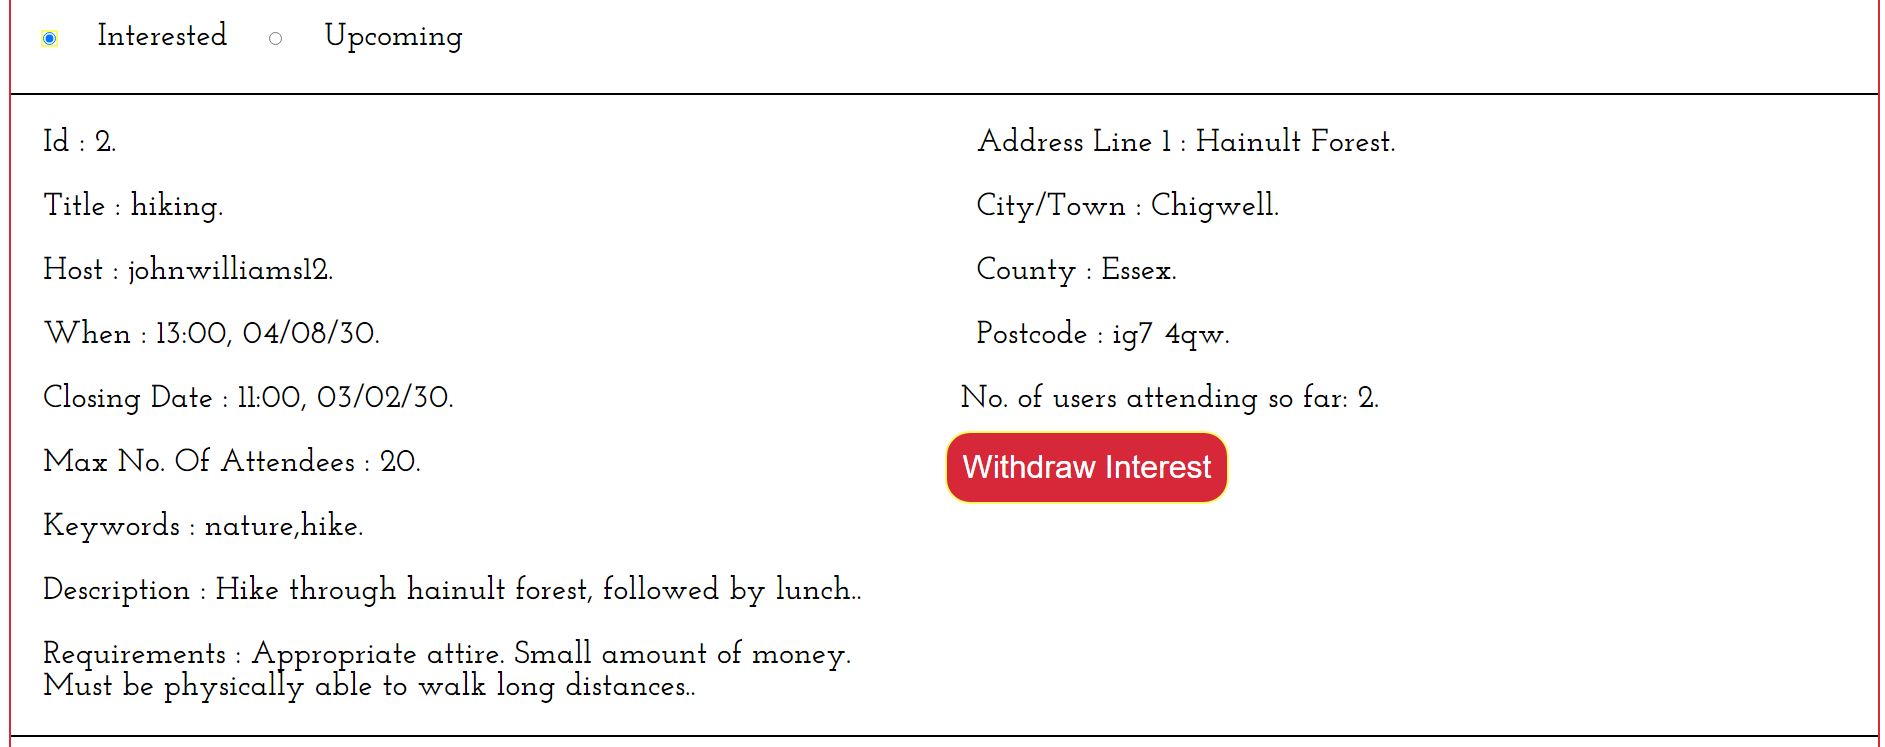 Interested Upcoming
Id : 2.
Title : hiking.
Host : johnwilliams12.
When : 13:00, 04/08/30.
Closing Date : 11:00, 03/02/30.
Max No. Of Attendees : 20.
Keywords : nature,hike.
Description : Hike through hainult forest, followed by lunch..
Requirements : Appropriate attire. Small amount of money.
Must be physically able to walk long distances..
Address Line 1 : Hainult Forest.
City/Town : Chigwell.
County : Essex.
Postcode : ig7 4qw.
No. of users attending so far: 2.
Withdraw Interest